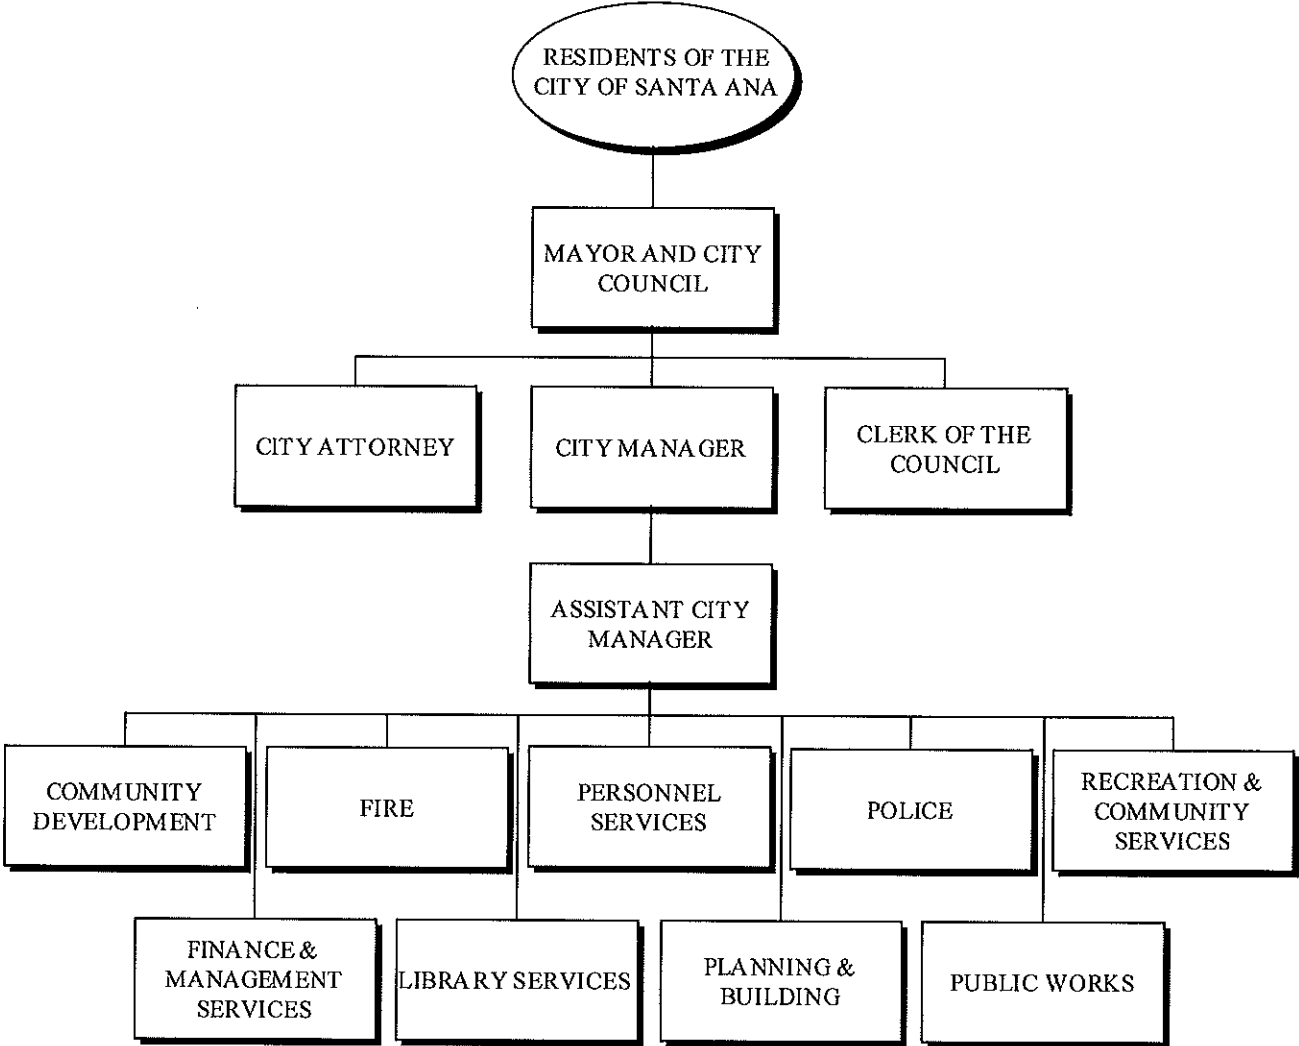 RESIDENTS OF THE
CITY OF SANTA ANA
MAYOR AND CITY
COUNCIL
CITY ATTORNEY
CITY MANAGER
CLERK OF THE
COUNCIL
ASSISTANT CITY
MANAGER
COMMUNITY
DEVELOPMENT
FIRE
PERSONNEL
SERVICES
POLICE
RECREATION &
COMMUNITY
SERVICES
FINANCE &
MANAGEMENT
SERVICES
LIBRARY SERVICES
PLANNING &
BUILDING
PUBLIC WORKS